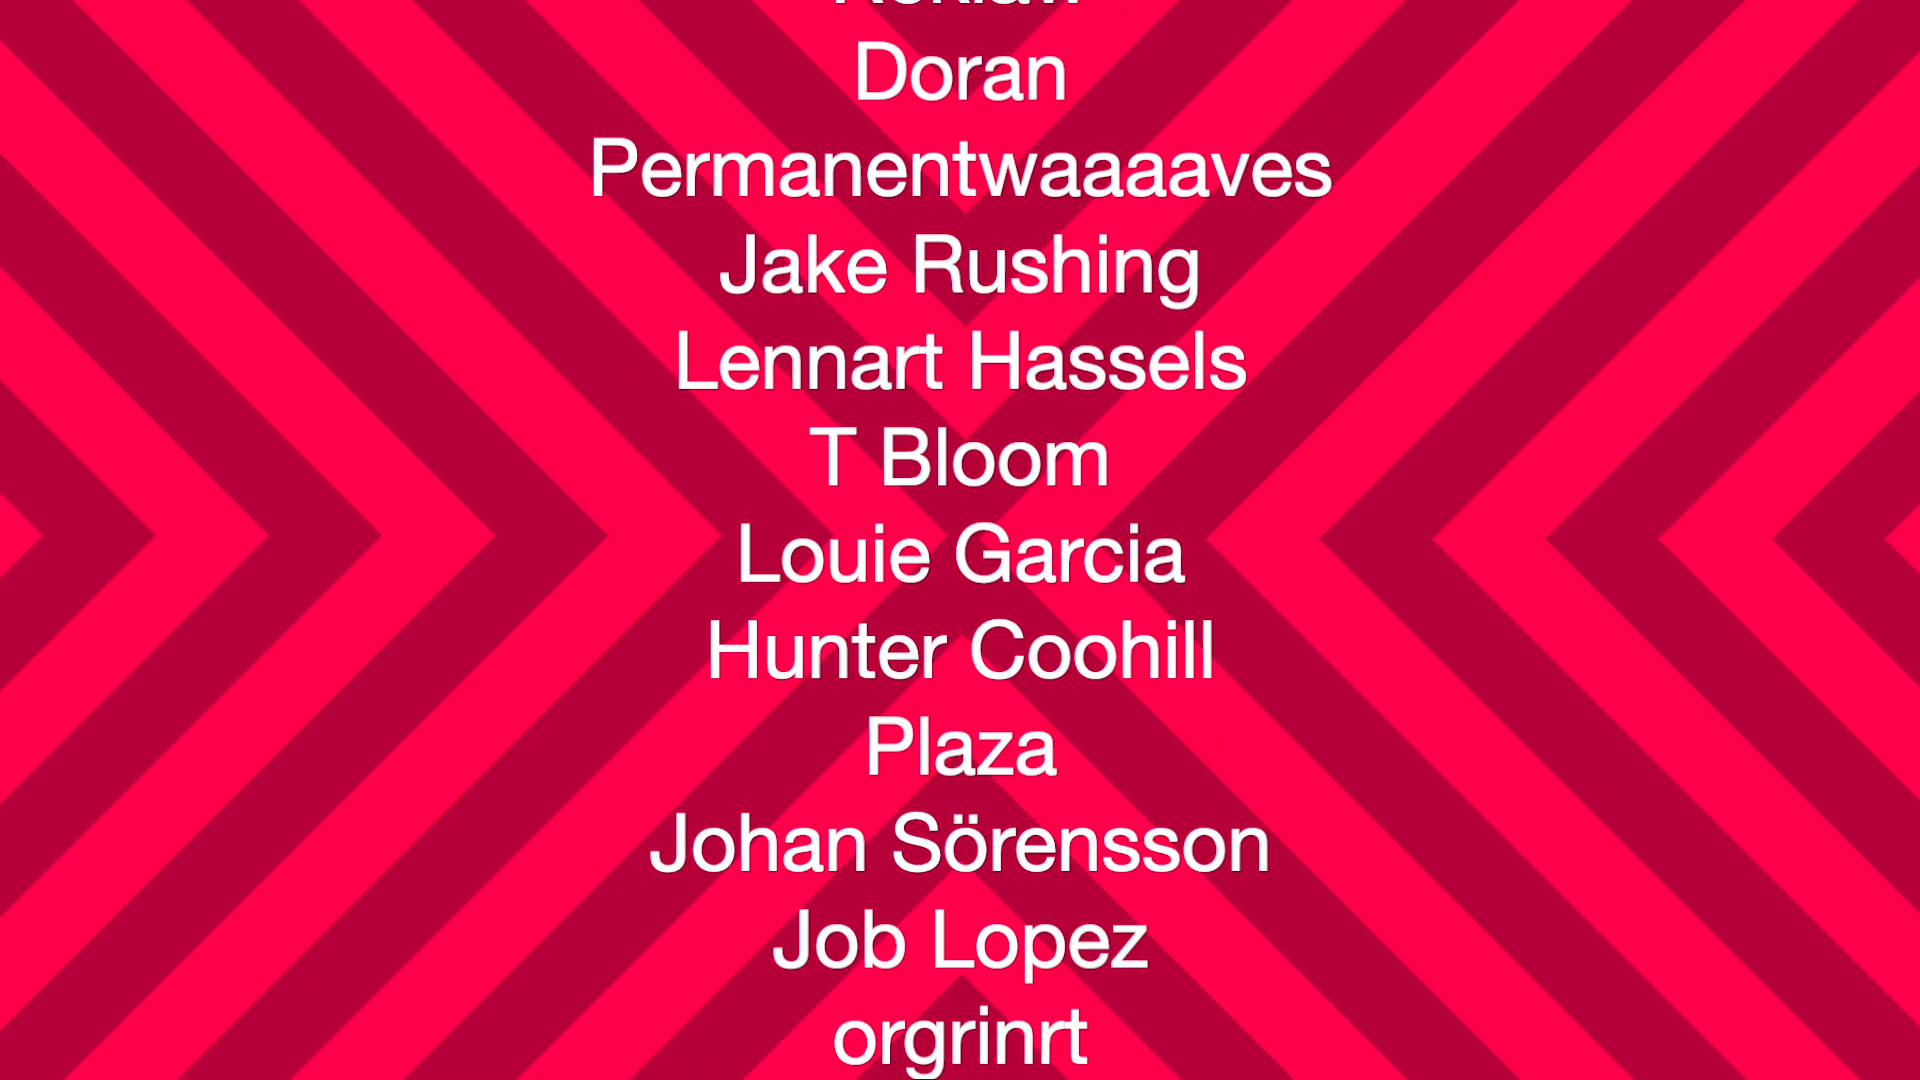 Doran
Permanentwaaaaves
Jake Rushing
Lennart Hassels
T Bloom
Louie Garcia
Hunter Coohill
Plaza
Johan Sörensson
Job Lopez
orgrinrt